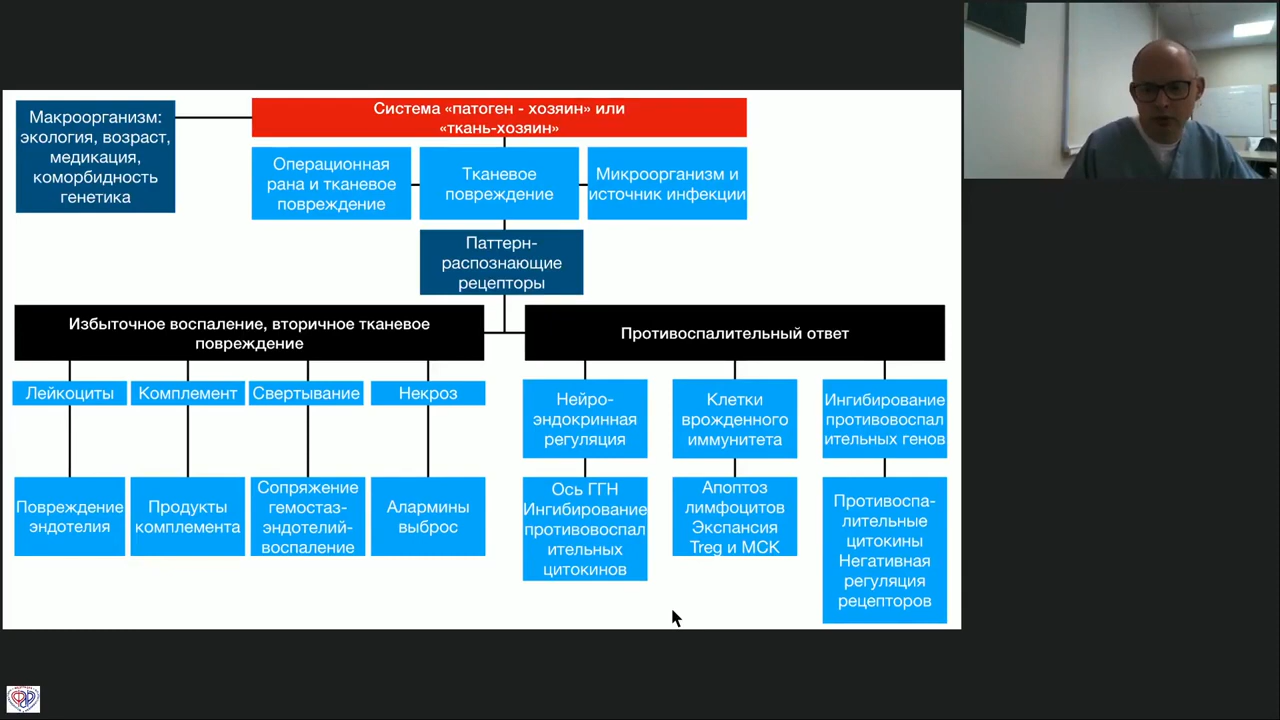 Система «патоген - хозяин» или
«ткань-хозяин»
Макроорганизм:
экология, возраст,
медикация,
коморбидность
генетика
Операционная
рана и тканевое
повреждение
Тканевое
повреждение
Микроорганизм и
источник инфекции
Паттерн-
распознающие
рецепторы
Избыточное воспаление, вторичное тканевое
повреждение
Противоспалительный ответ
Лейкоциты
Комплемент
Свертывание
Некроз
Нейро-
эндокринная
регуляция
Клетки
врожденного
иммунитета
Ингибирование
противовоспал
ительных генов
Повреждение
эндотелия
Продукты
комплемента
Сопряжение
гемостаз-
эндотелий-
воспаление
Алармины
выброс
Ось ГГН
Ингибирование
противовоспал
ительных
цитокинов
Апоптоз
лимфоцитов
Экспансия
Treg и МСК
Противоспа-
лительные
цитокины
Негативная
регуляция
рецепторов